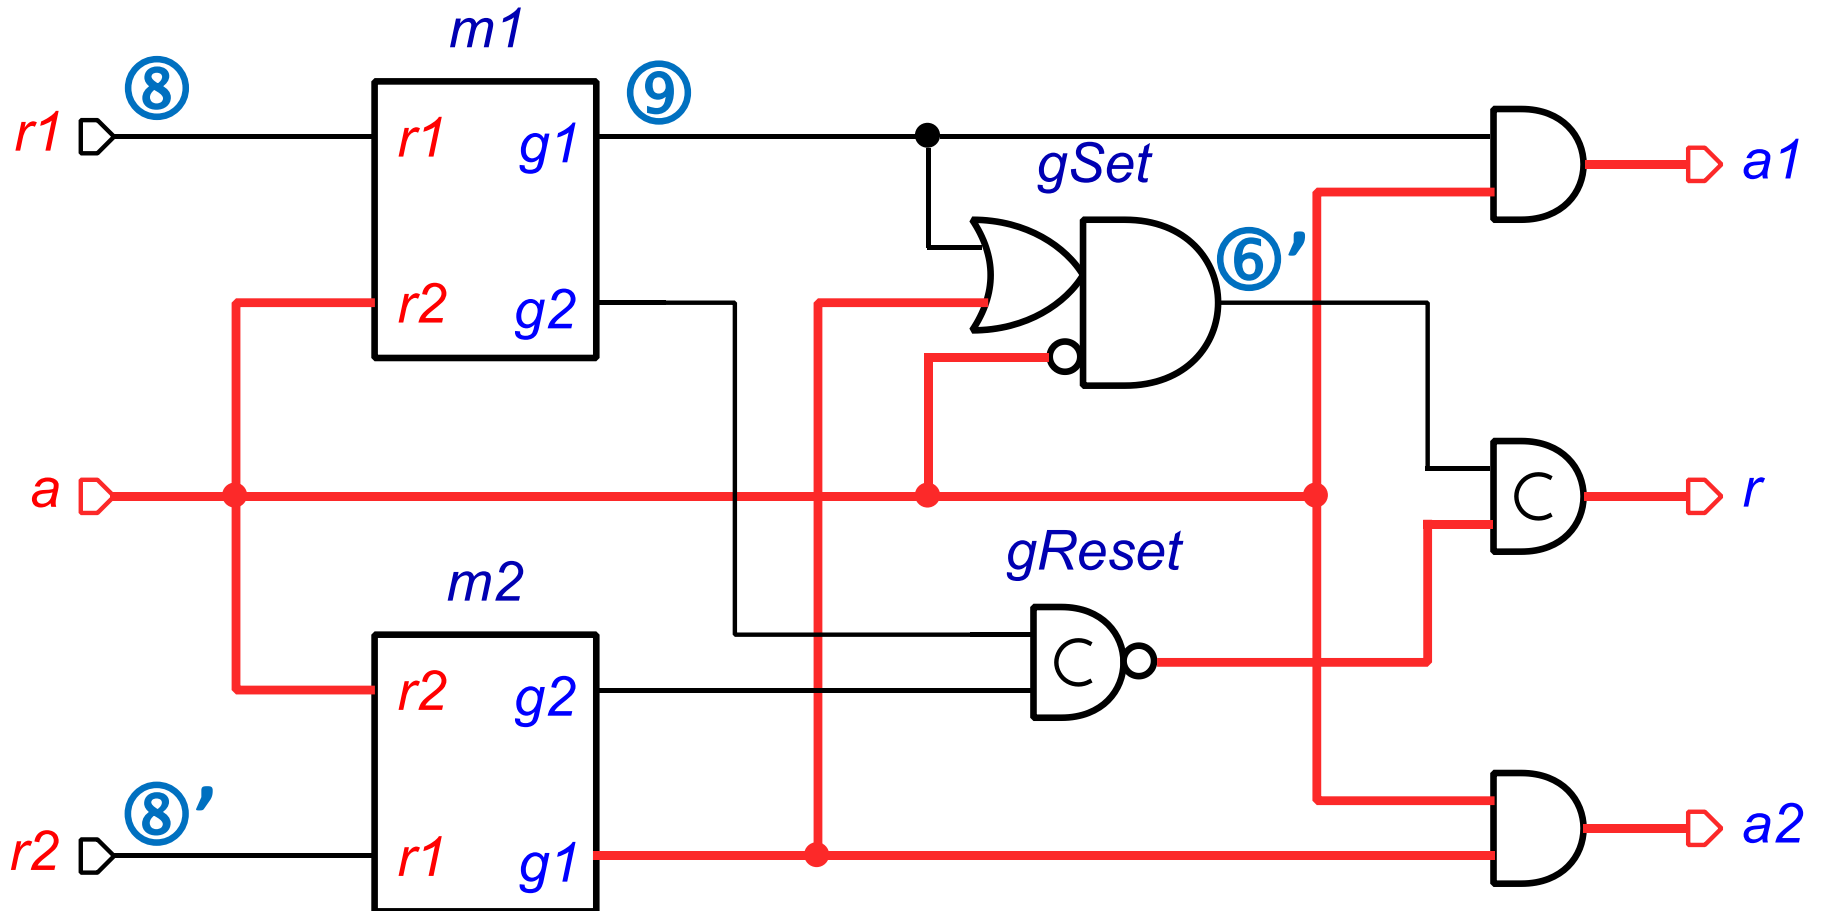 m1
⑧
⑨
r1
r1
g1
gSet
a1
⑥’
r2
g2
a
r
gReset
C
m2
C
r2
g2
⑧’
a2
r2
r1
g1